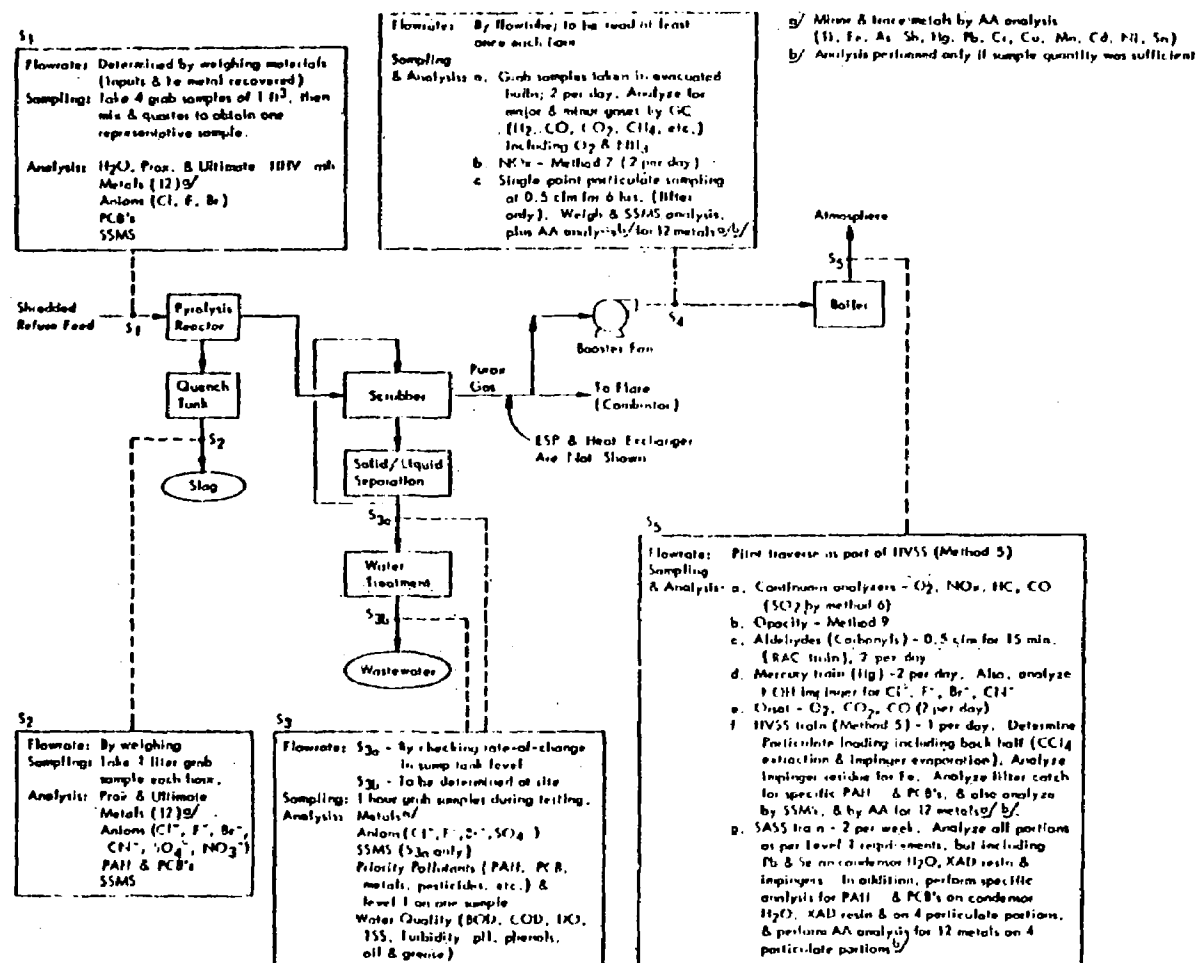 S1
Flowrates: Determined by weighing materials
(Inputs & Fe metal recovered)
Sampling: Take 4 grab samples of 1 ft³, then
mix & quarter to obtain one
representative sample.
Analysis: H2O, Prox. & Ultimate HHV
Metals (12)a/
Anions (Cl, F, Br)
PCB's
SSMS
Flowrates: By flowmeter; to be read at least
once each hour
Sampling
& Analysis: a. Grab samples taken in evacuated
bulbs; 2 per day. Analyze for
major & minor gases by GC
(H2, CO, CO2, CH4, etc.)
Including O2 & NH3
b. NOx - Method 7 (2 per day)
c Single point particulate sampling
at 0.5 cfm for 6 hrs. (filter
only). Weigh & SSMS analysis,
plus AA analysis b/ for 12 metals a/ b/
a/ Minor & trace metals by AA analysis
(Ti, Fe, As, Sb, Hg, Pb, Cr, Cu, Mn, Cd, Ni, Sn)
b/ Analysis performed only if sample quantity was sufficient
Atmosphere
S5
Shredded
Refuse Feed
S1
Pyrolysis
Reactor
Booster Fan
S4
Boiler
Quench
Tank
Scrubber
Purox
Gas
To Flare
(Combustor)
S2
ESP & Heat Exchanger
Are Not Shown
Slag
Solid/Liquid
Separation
S3a
Water
Treatment
S3b
Wastewater
S2
Flowrate: By weighing
Sampling: Take 1 liter grab
sample each hour.
Analysis: Prox & Ultimate
Metals (12)a/
Anions (Cl⁻, F⁻, Br⁻,
CN⁻, SO4⁻, NO3⁻)
PAH & PCB's
SSMS
S3
Flowrate: S3a - By checking rate-of-change
in sump tank level
S3b - To be determined at site
Sampling: 1 hour grab samples during testing.
Analysis: Metals a/
Anions (Cl⁻, F⁻, Br⁻, SO4⁻)
SSMS (S3a only)
Priority Pollutants (PAH, PCB,
metals, pesticides, etc.) &
level 1 on one sample
Water Quality (BOD, COD, DO,
TSS, Turbidity pH, phenols,
oil & grease)
S5
Flowrate: Pitot traverse as part of HVSS (Method 5)
Sampling
& Analysis: a. Continuous analyzers - O2, NOx, HC, CO
(SO2 by method 6)
b. Opacity - Method 9
c. Aldehydes (Carbonyls) - 0.5 cfm for 15 min.
(RAC train), 2 per day
d. Mercury train (Hg) - 2 per day. Also, analyze
KOH Impinger for Cl⁻, F⁻, Br⁻, CN⁻
e. Orsat - O2, CO2, CO (2 per day)
f HVSS train (Method 5) - 1 per day. Determine
Particulate loading including back half (CCl4
extraction & Impinger evaporation). Analyze
Impinger residue for Fe. Analyze filter catch
for specific PAH & PCB's, & also analyze
by SSMS, & by AA for 12 metals a/ b/.
g. SASS train - 2 per week. Analyze all portions
as per Level 1 requirements, but including
Pb & Se on condensor H2O, XAD resin &
impingers. In addition, perform specific
analysis for PAH & PCB's on condensor
H2O, XAD resin & on 4 particulate portions,
& perform AA analysis for 12 metals on 4
particulate portions b/